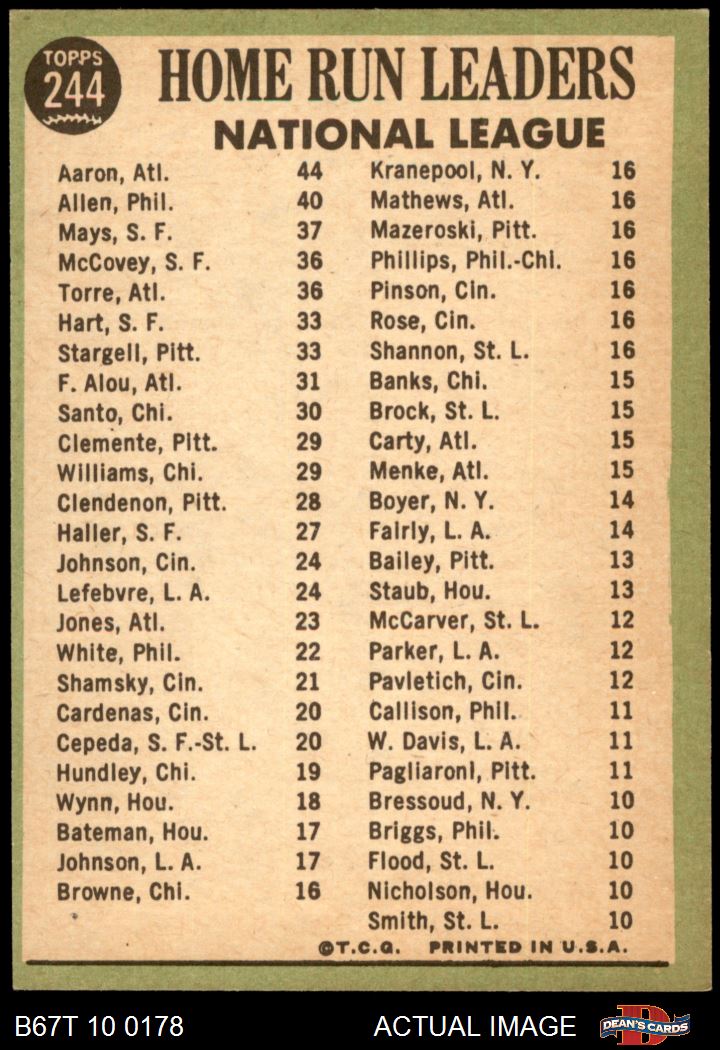 TOPPS
244
HOME RUN LEADERS
NATIONAL LEAGUE
Aaron, Atl. 44
Allen, Phil. 40
Mays, S. F. 37
McCovey, S. F. 36
Torre, Atl. 36
Hart, S. F. 33
Stargell, Pitt. 33
F. Alou, Atl. 31
Santo, Chi. 30
Clemente, Pitt. 29
Williams, Chi. 29
Clendenon, Pitt. 28
Haller, S. F. 27
Johnson, Cin. 24
Lefebvre, L. A. 24
Jones, Atl. 23
White, Phil. 22
Shamsky, Cin. 21
Cardenas, Cin. 20
Cepeda, S. F.-St. L. 20
Hundley, Chi. 19
Wynn, Hou. 18
Bateman, Hou. 17
Johnson, L. A. 17
Browne, Chi. 16
Kranepool, N. Y. 16
Mathews, Atl. 16
Mazeroski, Pitt. 16
Phillips, Phil.-Chi. 16
Pinson, Cin. 16
Rose, Cin. 16
Shannon, St. L. 16
Banks, Chi. 15
Brock, St. L. 15
Carty, Atl. 15
Menke, Atl. 15
Boyer, N. Y. 14
Fairly, L. A. 14
Bailey, Pitt. 13
Staub, Hou. 13
McCarver, St. L. 12
Parker, L. A. 12
Pavletich, Cin. 12
Callison, Phil. 11
W. Davis, L. A. 11
Pagliaroni, Pitt. 11
Bressoud, N. Y. 10
Briggs, Phil. 10
Flood, St. L. 10
Nicholson, Hou. 10
Smith, St. L. 10
©T.C.G. PRINTED IN U.S.A.
B67T 10 0178 ACTUAL IMAGE
D
DEAN'S CARDS